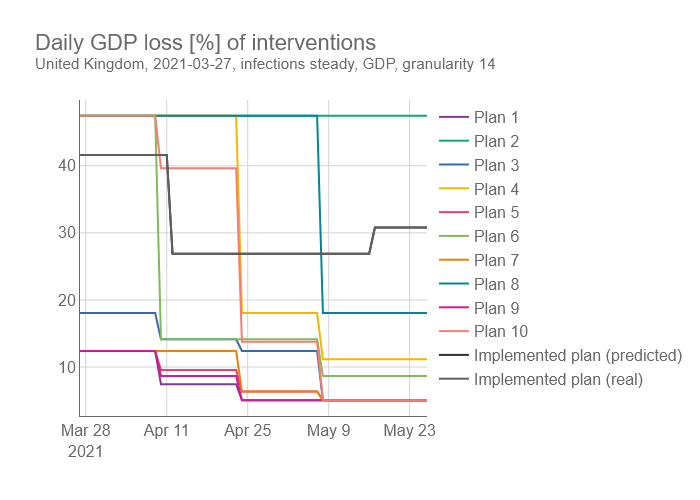 Daily GDP loss [%] of interventions
United Kingdom, 2021-03-27, infections steady, GDP, granularity 14
40
30
20
10
Mar 28
2021
Apr 11
Apr 25
May 9
May 23
Plan 1
Plan 2
Plan 3
Plan 4
Plan 5
Plan 6
Plan 7
Plan 8
Plan 9
Plan 10
Implemented plan (predicted)
Implemented plan (real)